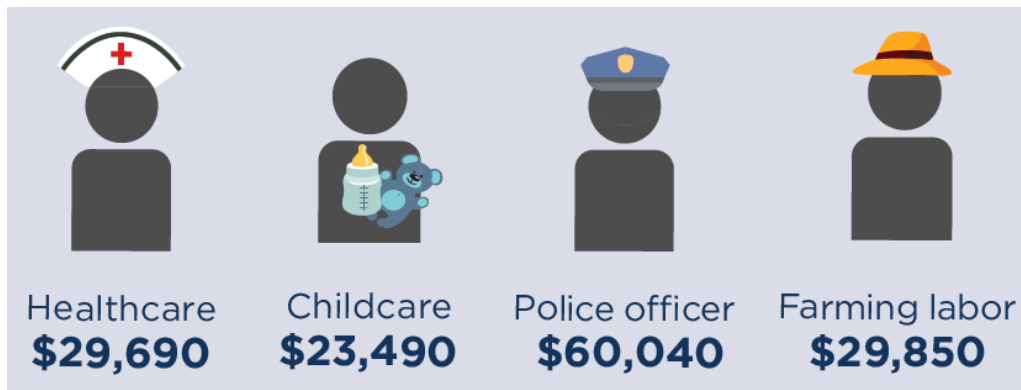 Healthcare
$29,690
Childcare
$23,490
Police officer
$60,040
Farming labor
$29,850